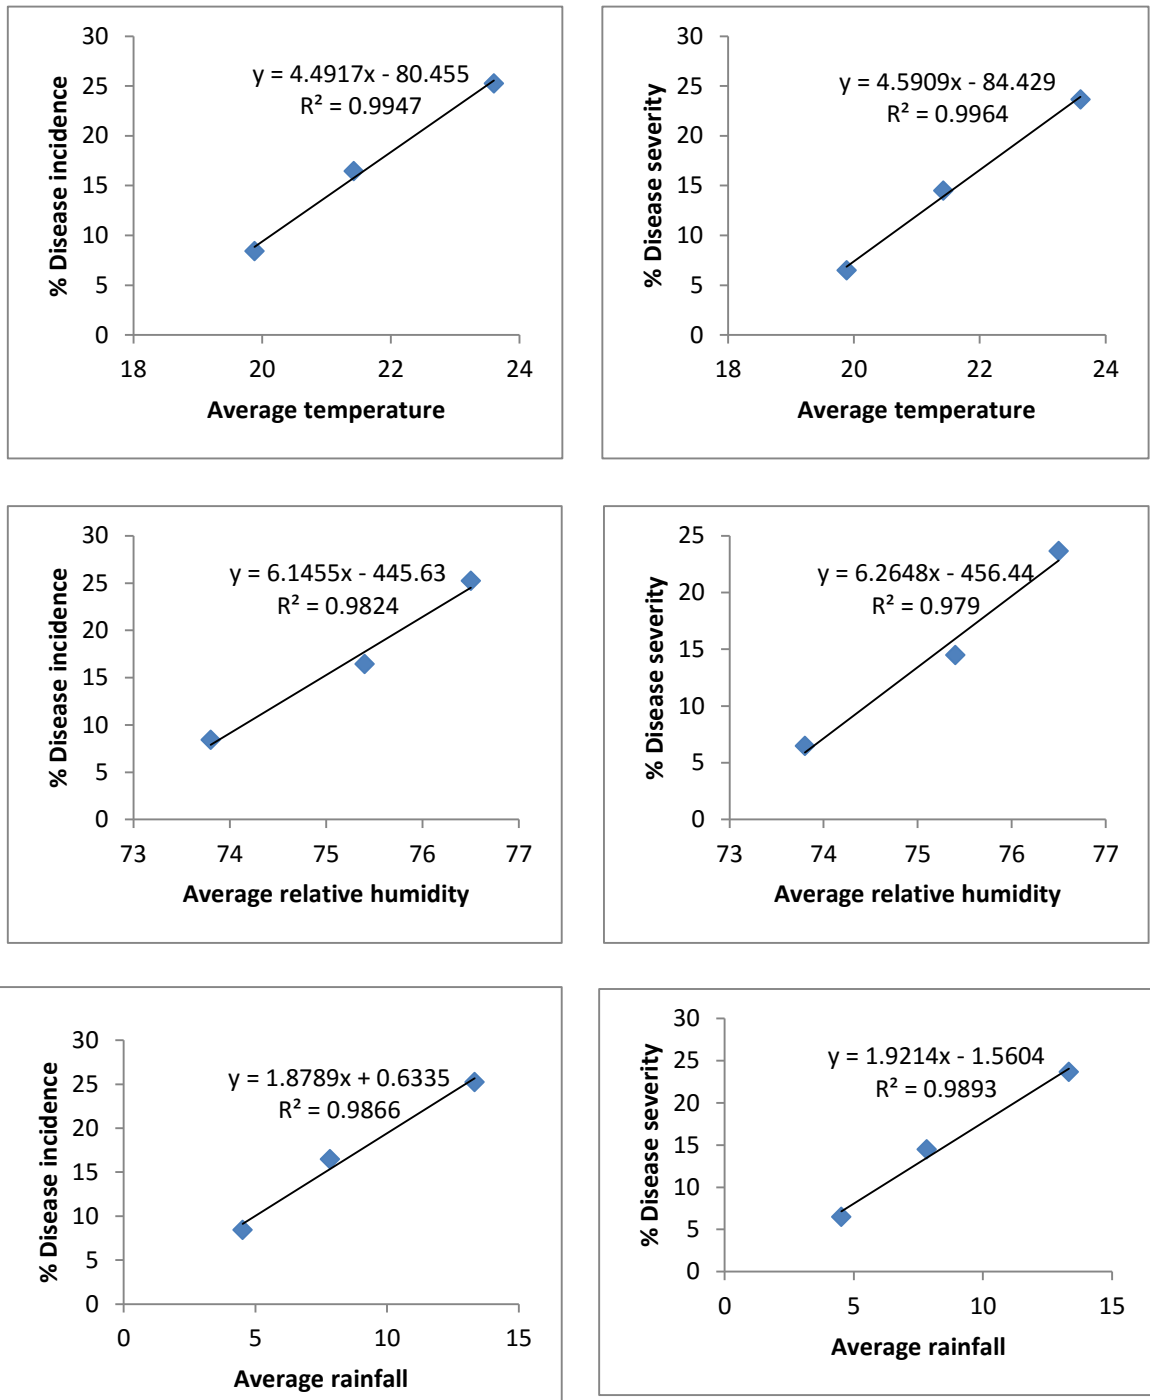 30
25
20
15
10
5
0
% Disease incidence
y = 4.4917x - 80.455
R² = 0.9947
18 20 22 24
Average temperature
30
25
20
15
10
5
0
% Disease severity
y = 4.5909x - 84.429
R² = 0.9964
18 20 22 24
Average temperature
30
25
20
15
10
5
0
% Disease incidence
y = 6.1455x - 445.63
R² = 0.9824
73 74 75 76 77
Average relative humidity
25
20
15
10
5
0
% Disease severity
y = 6.2648x - 456.44
R² = 0.979
73 74 75 76 77
Average relative humidity
30
25
20
15
10
5
0
% Disease incidence
y = 1.8789x + 0.6335
R² = 0.9866
0 5 10 15
Average rainfall
30
25
20
15
10
5
0
% Disease severity
y = 1.9214x - 1.5604
R² = 0.9893
0 5 10 15
Average rainfall